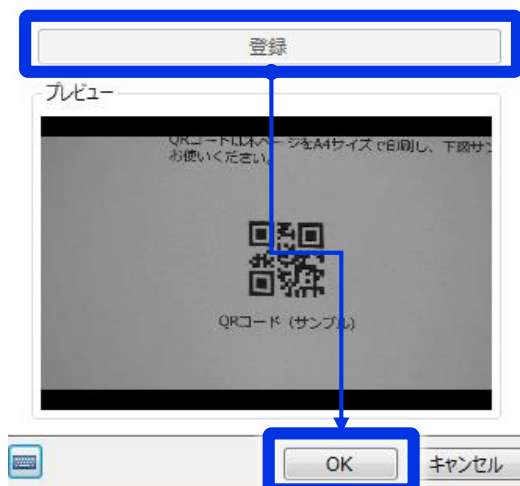 登録
プレビュー
QRコードは本ページをA4サイズで印刷し、下図サン
お使いください。
QRコード（サンプル）
OK
キャンセル